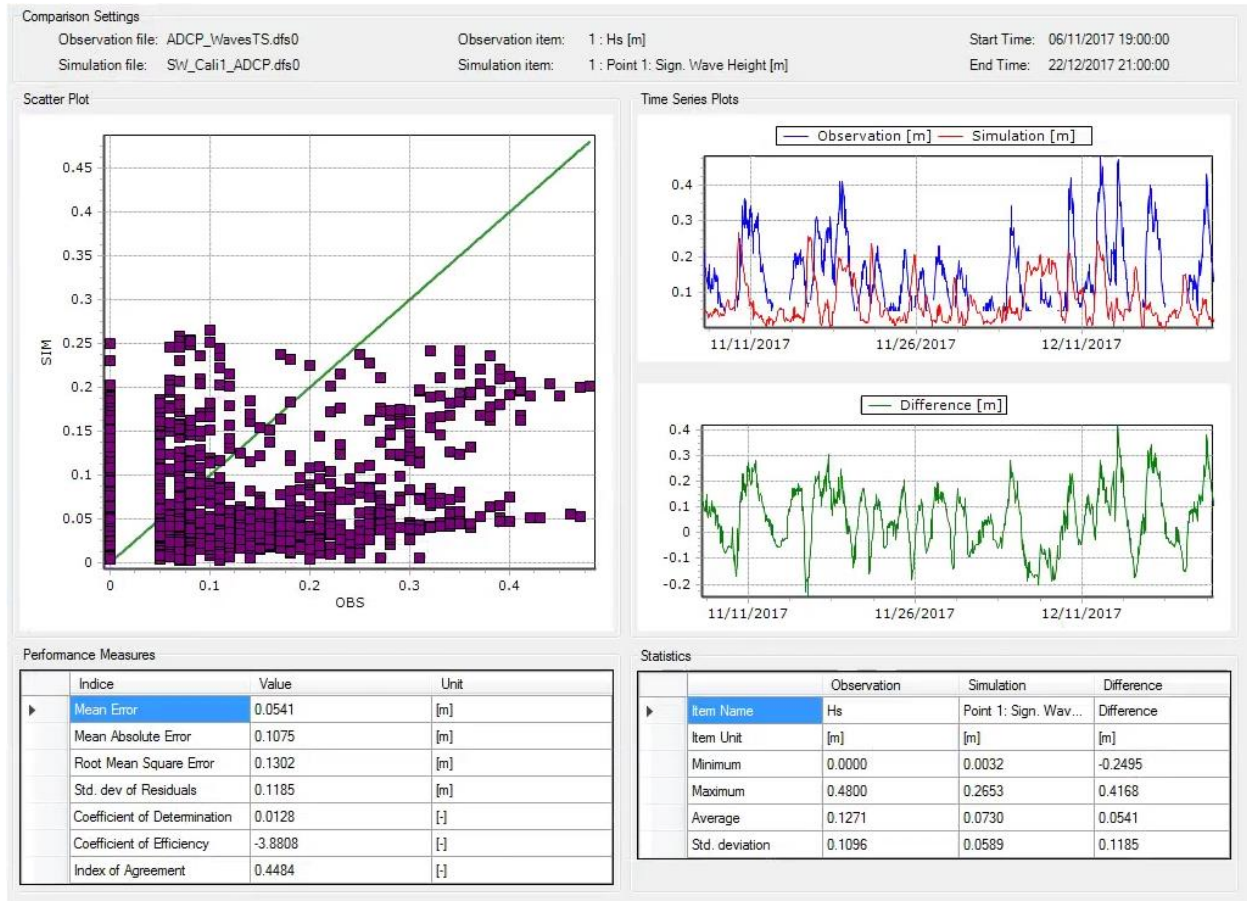 Comparison Settings
Observation file: ADCP_WavesTS.dfs0 Observation item: 1 : Hs [m] Start Time: 06/11/2017 19:00:00
Simulation file: SW_Cali1_ADCP.dfs0 Simulation item: 1 : Point 1: Sign. Wave Height [m] End Time: 22/12/2017 21:00:00
Scatter Plot
0.45
0.4
0.35
0.3
0.25
0.2
0.15
0.1
0.05
0
SIM
0 0.1 0.2 0.3 0.4
OBS
Time Series Plots
Observation [m] Simulation [m]
0.4
0.3
0.2
0.1
11/11/2017 11/26/2017 12/11/2017
Difference [m]
0.4
0.3
0.2
0.1
0
-0.1
-0.2
11/11/2017 11/26/2017 12/11/2017
Performance Measures
Indice Value Unit
Mean Error 0.0541 [m]
Mean Absolute Error 0.1075 [m]
Root Mean Square Error 0.1302 [m]
Std. dev of Residuals 0.1185 [m]
Coefficient of Determination 0.0128 [-]
Coefficient of Efficiency -3.8808 [-]
Index of Agreement 0.4484 [-]
Statistics
Observation Simulation Difference
Item Name Hs Point 1: Sign. Wav... Difference
Item Unit [m] [m] [m]
Minimum 0.0000 0.0032 -0.2495
Maximum 0.4800 0.2653 0.4168
Average 0.1271 0.0730 0.0541
Std. deviation 0.1096 0.0589 0.1185